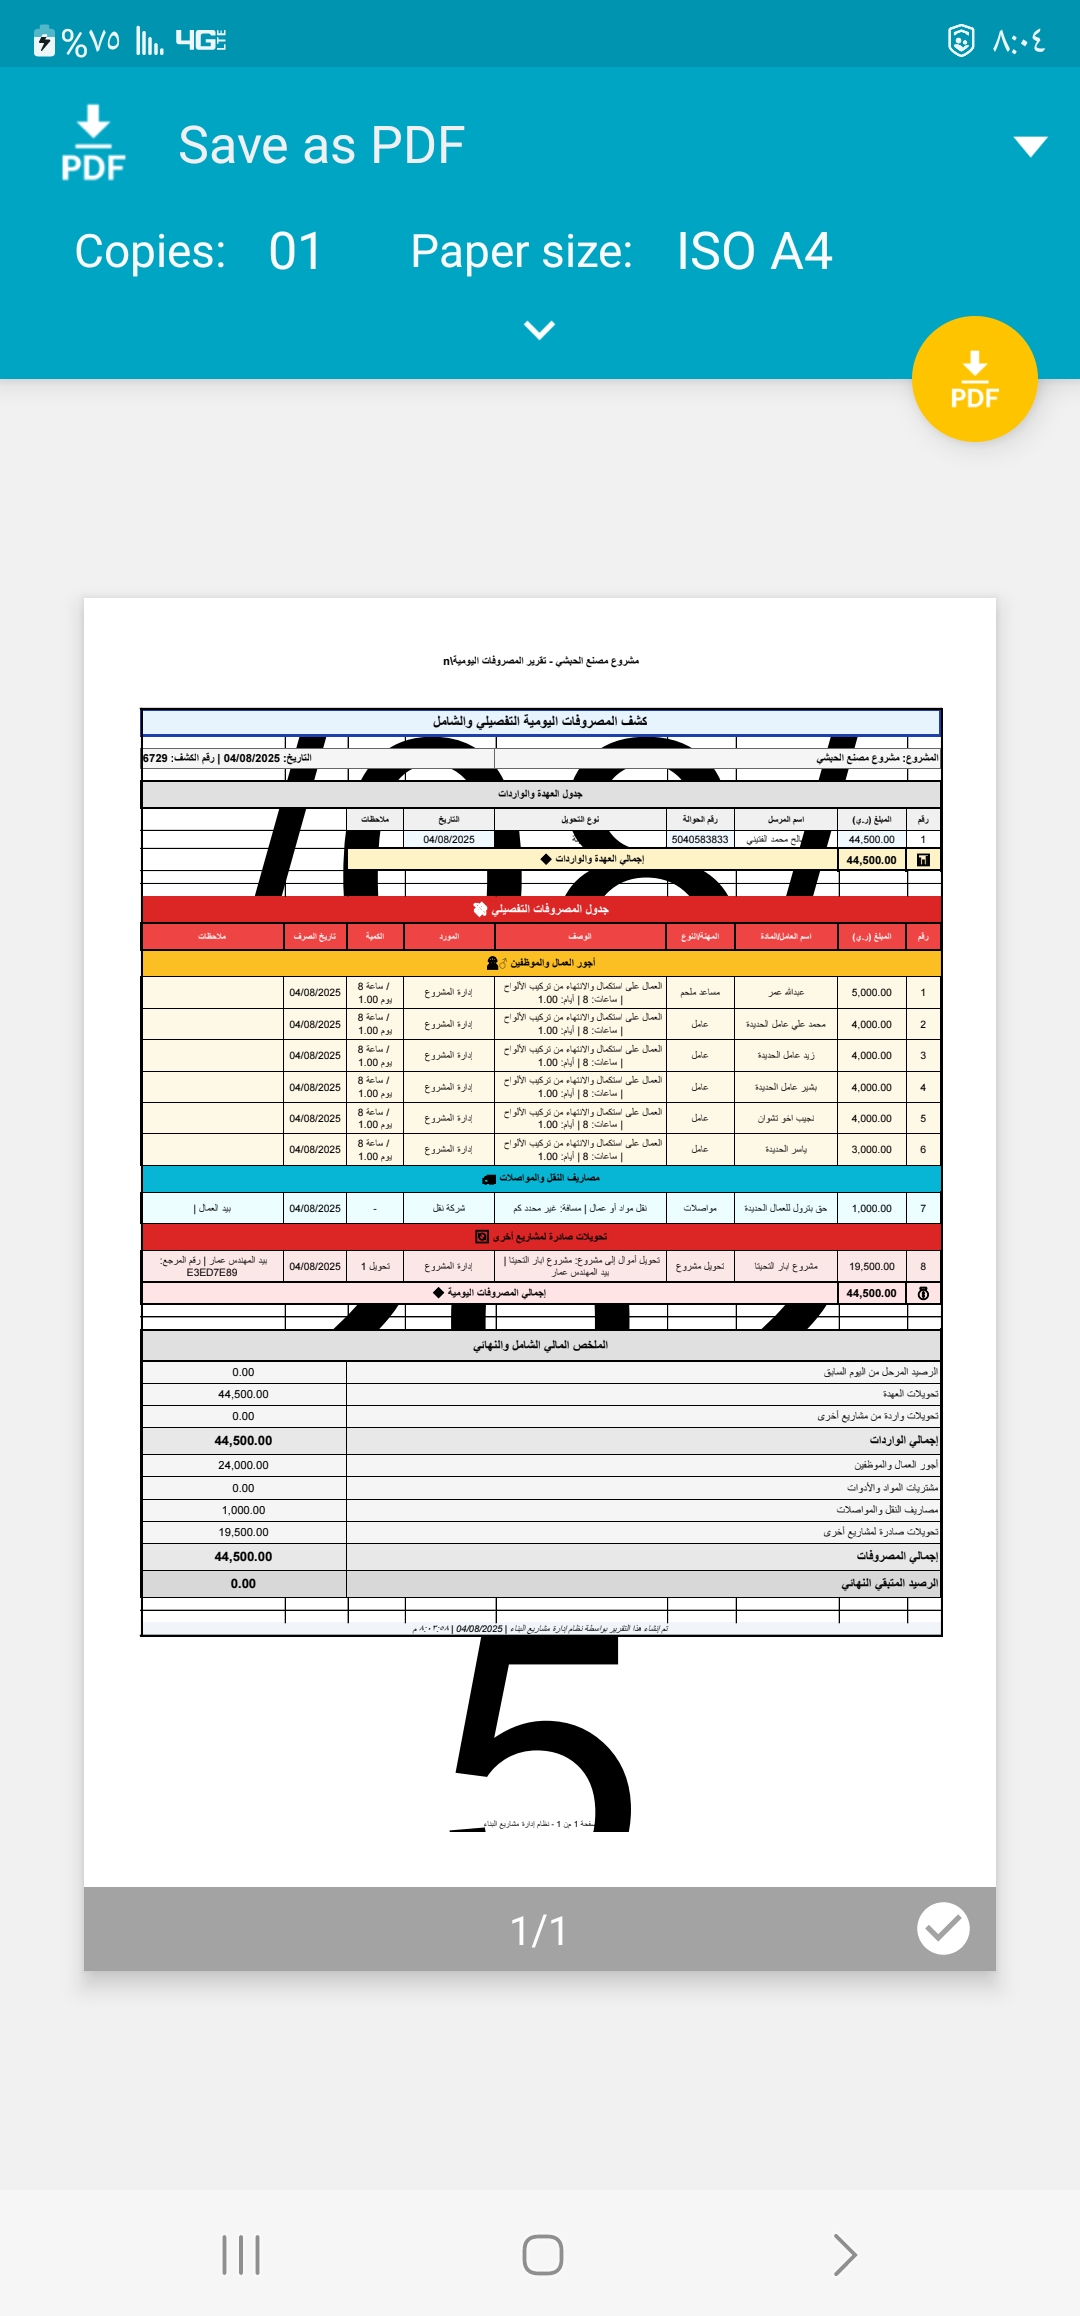 %٧٥ 4G LTE ٨:٠٤
PDF Save as PDF
Copies: 01 Paper size: ISO A4
PDF
مشروع مصنع الحبشي - تقرير المصروفات اليومية\n
كشف المصروفات اليومية التفصيلي والشامل
المشروع: مشروع مصنع الحبشي التاريخ: 04/08/2025 | رقم الكشف: 6729
جدول العهدة والواردات
رقم المبلغ (ر.ي) اسم المرسل رقم الحوالة نوع التحويل التاريخ ملاحظات
1 44,500.00 محمد الفتيني 5040583833 04/08/2025
44,500.00 إجمالي العهدة والواردات ◆
جدول المصروفات التفصيلي
رقم المبلغ (ر.ي) اسم العامل/المادة المهنة/النوع الوصف المورد الكمية تاريخ الصرف ملاحظات
أجور العمال والموظفين ♂
1 5,000.00 عبدالله عمر مساعد ملحم العمال على استكمال والانتهاء من تركيب الألواح | ساعات: 8 | أيام: 1.00 إدارة المشروع 8 ساعة / 1.00 يوم 04/08/2025
2 4,000.00 محمد علي عامل الحديدة عامل العمال على استكمال والانتهاء من تركيب الألواح | ساعات: 8 | أيام: 1.00 إدارة المشروع 8 ساعة / 1.00 يوم 04/08/2025
3 4,000.00 زيد عامل الحديدة عامل العمال على استكمال والانتهاء من تركيب الألواح | ساعات: 8 | أيام: 1.00 إدارة المشروع 8 ساعة / 1.00 يوم 04/08/2025
4 4,000.00 بشير عامل الحديدة عامل العمال على استكمال والانتهاء من تركيب الألواح | ساعات: 8 | أيام: 1.00 إدارة المشروع 8 ساعة / 1.00 يوم 04/08/2025
5 4,000.00 نجيب اخو نشوان عامل العمال على استكمال والانتهاء من تركيب الألواح | ساعات: 8 | أيام: 1.00 إدارة المشروع 8 ساعة / 1.00 يوم 04/08/2025
6 3,000.00 ياسر الحديدة عامل العمال على استكمال والانتهاء من تركيب الألواح | ساعات: 8 | أيام: 1.00 إدارة المشروع 8 ساعة / 1.00 يوم 04/08/2025
مصاريف النقل والمواصلات
7 1,000.00 حق بترول للعمال الحديدة مواصلات نقل مواد أو عمال | مسافة: غير محدد كم شركة نقل - 04/08/2025 بيد العمال |
تحويلات صادرة لمشاريع أخرى
8 19,500.00 مشروع ابار التحيتا تحويل مشروع تحويل أموال إلى مشروع: مشروع ابار التحيتا | بيد المهندس عمار إدارة المشروع 1 تحويل 04/08/2025 بيد المهندس عمار | رقم المرجع: E3ED7E89
44,500.00 إجمالي المصروفات اليومية ◆
الملخص المالي الشامل والنهائي
الرصيد المرحل من اليوم السابق 0.00
تحويلات العهدة 44,500.00
تحويلات واردة من مشاريع أخرى 0.00
إجمالي الواردات 44,500.00
أجور العمال والموظفين 24,000.00
مشتريات المواد والأدوات 0.00
مصاريف النقل والمواصلات 1,000.00
تحويلات صادرة لمشاريع أخرى 19,500.00
إجمالي المصروفات 44,500.00
الرصيد المتبقي النهائي 0.00
تم إنشاء هذا التقرير بواسطة نظام إدارة مشاريع البناء | 04/08/2025 | ٨:٠٣:٥٨ م
5
1 من 1 - نظام إدارة مشاريع البناء
1/1